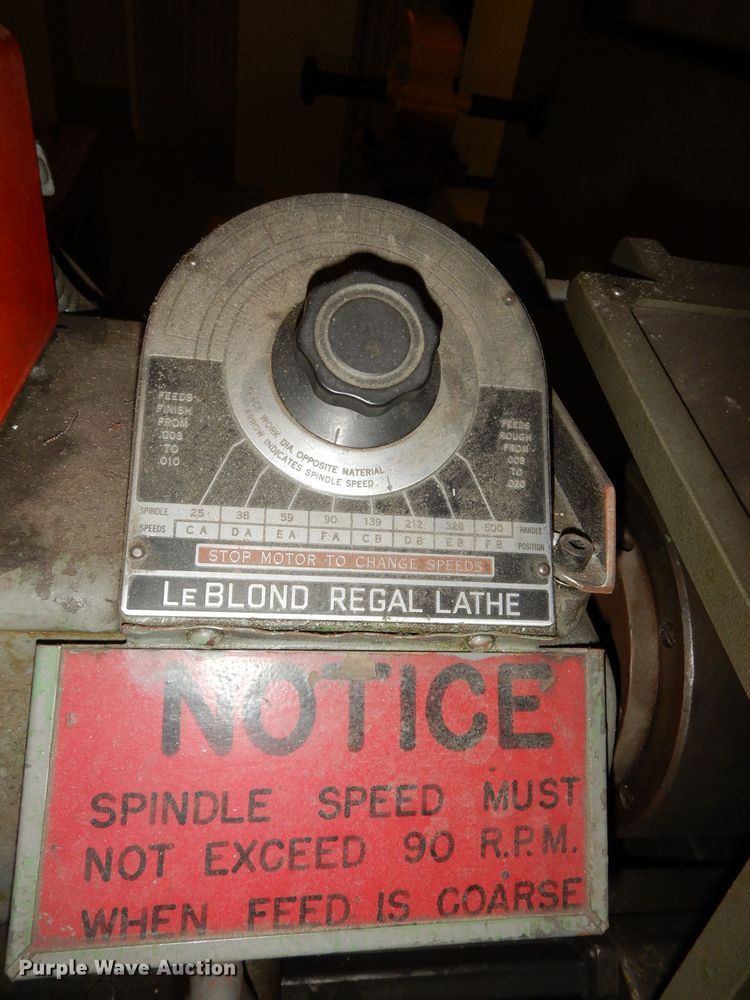 FEEDS
FINISH
FROM
.003
TO
.010
FEEDS
ROUGH
FROM
.009
TO
.020
PLACE WORK DIA. OPPOSITE MATERIAL
ARROW INDICATES SPINDLE SPEED
SPINDLE 25 38 59 90 139 212 328 500 HANDLE
SPEEDS CA DA EA FA CB DB EB FB POSITION
STOP MOTOR TO CHANGE SPEEDS
LEBLOND REGAL LATHE
NOTICE
SPINDLE SPEED MUST
NOT EXCEED 90 R.P.M.
WHEN FEED IS COARSE
Purple Wave Auction